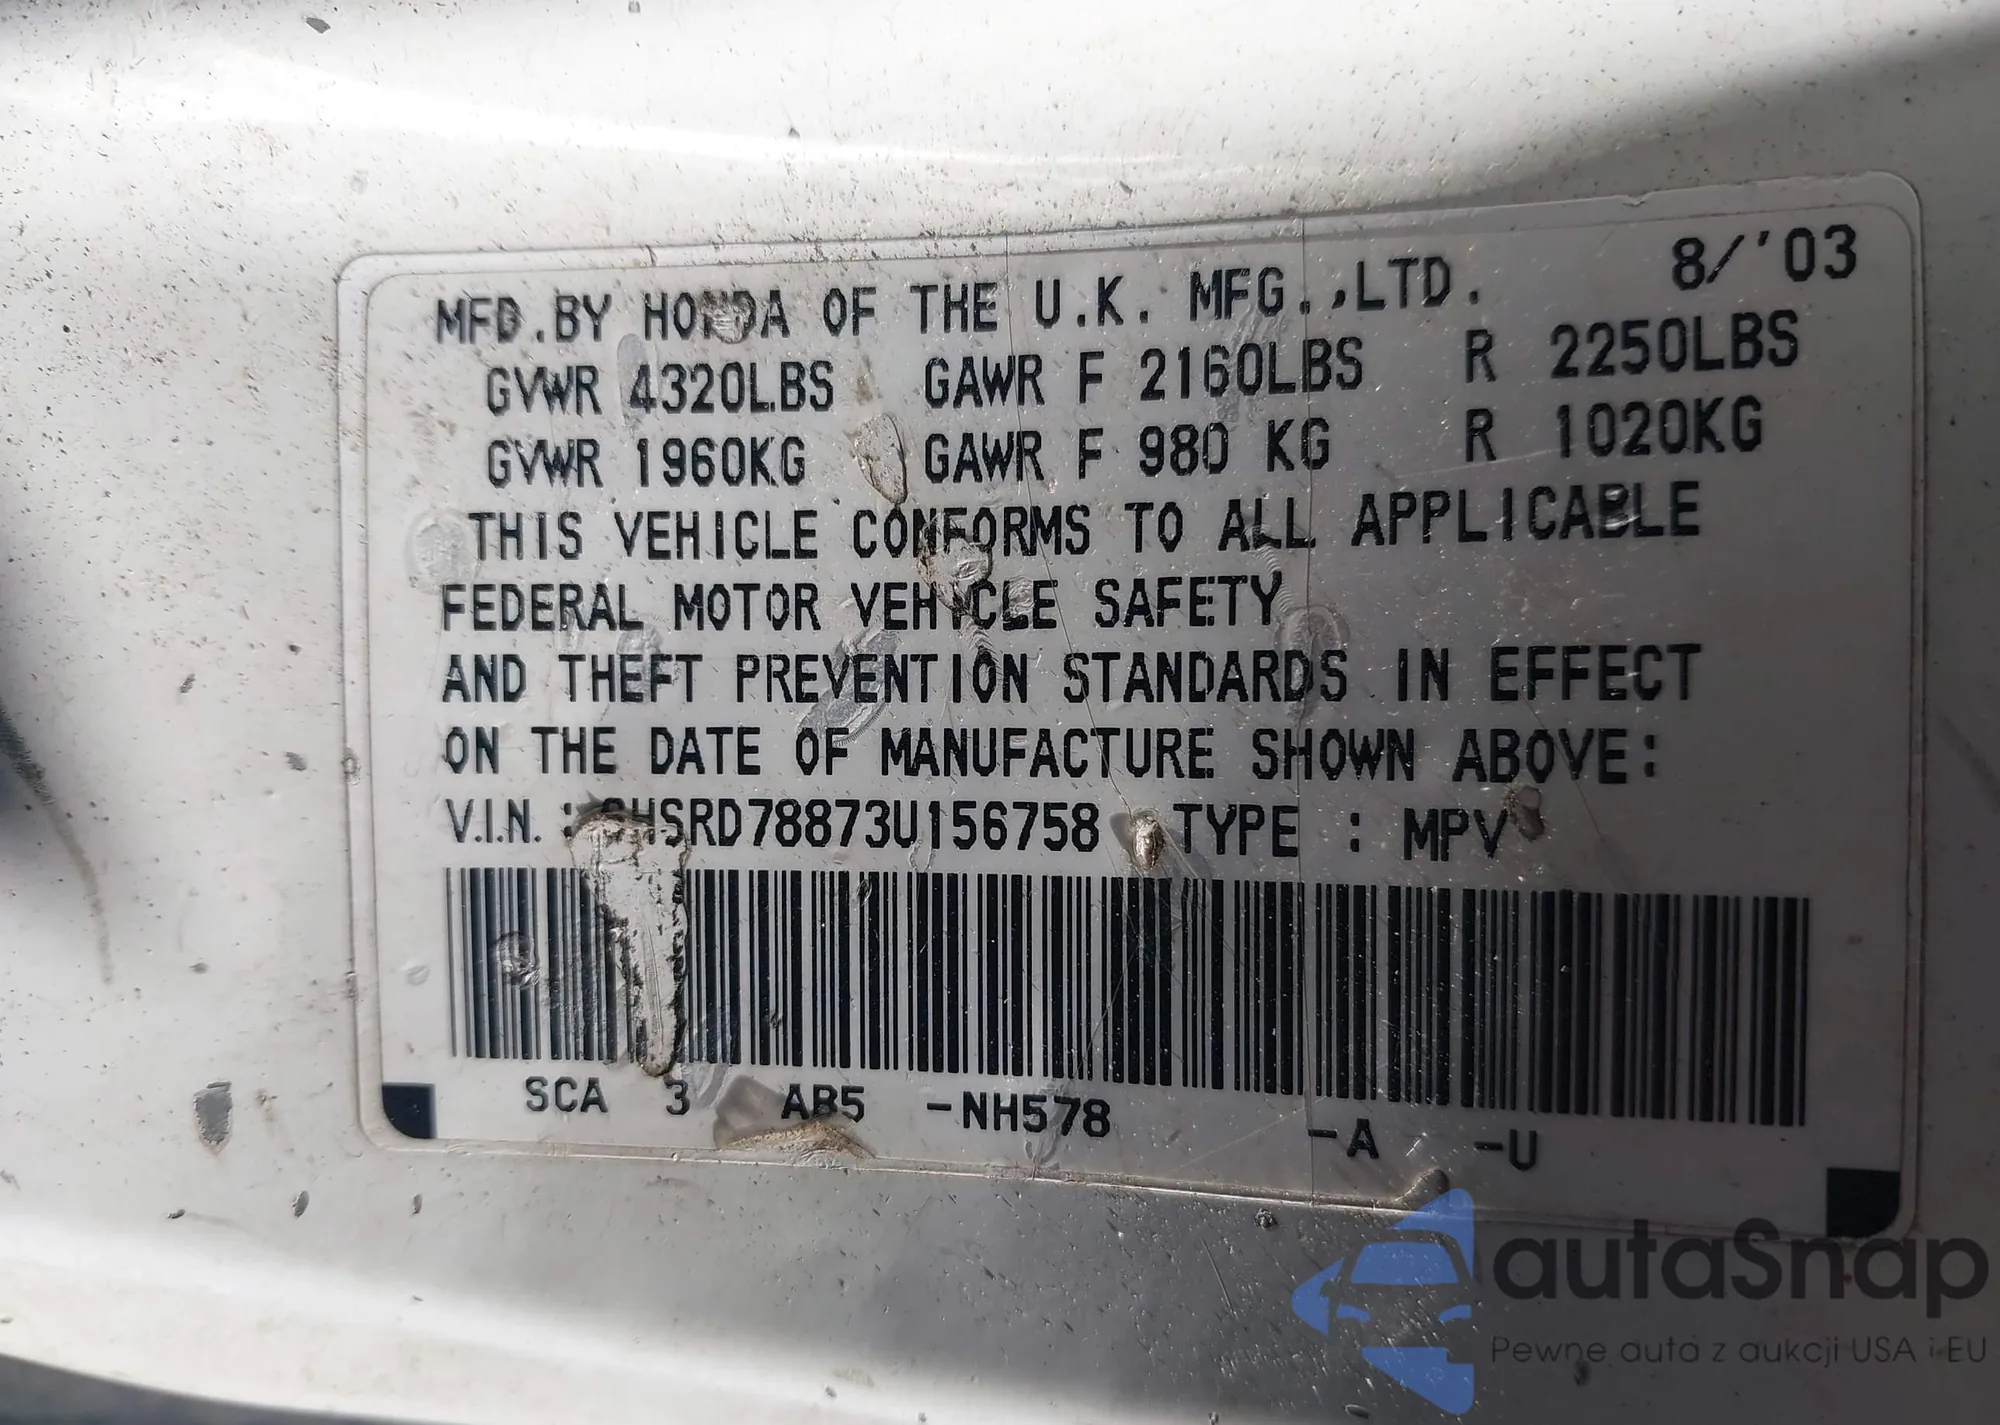 8/'03
MFD.BY HONDA OF THE U.K. MFG.,LTD.
GVWR 4320LBS GAWR F 2160LBS R 2250LBS
GVWR 1960KG GAWR F 980 KG R 1020KG
THIS VEHICLE CONFORMS TO ALL APPLICABLE
FEDERAL MOTOR VEHICLE SAFETY
AND THEFT PREVENTION STANDARDS IN EFFECT
ON THE DATE OF MANUFACTURE SHOWN ABOVE:
V.I.N. : SHSRD78873U156758 TYPE : MPV
SCA 3 AB5 -NH578 -A -U
autaSnap
Pewne auta z aukcji USA i EU